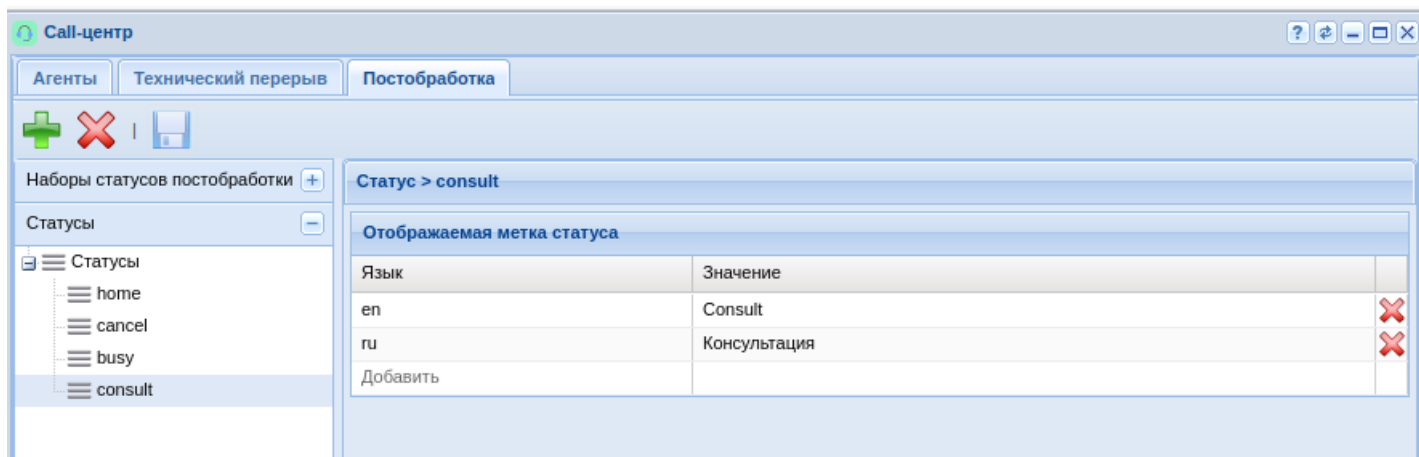 Call-центр
Агенты Технический перерыв Постобработка
Наборы статусов постобработки
Статусы
Статусы
home
cancel
busy
consult
Статус > consult
Отображаемая метка статуса
Язык Значение
en Consult
ru Консультация
Добавить